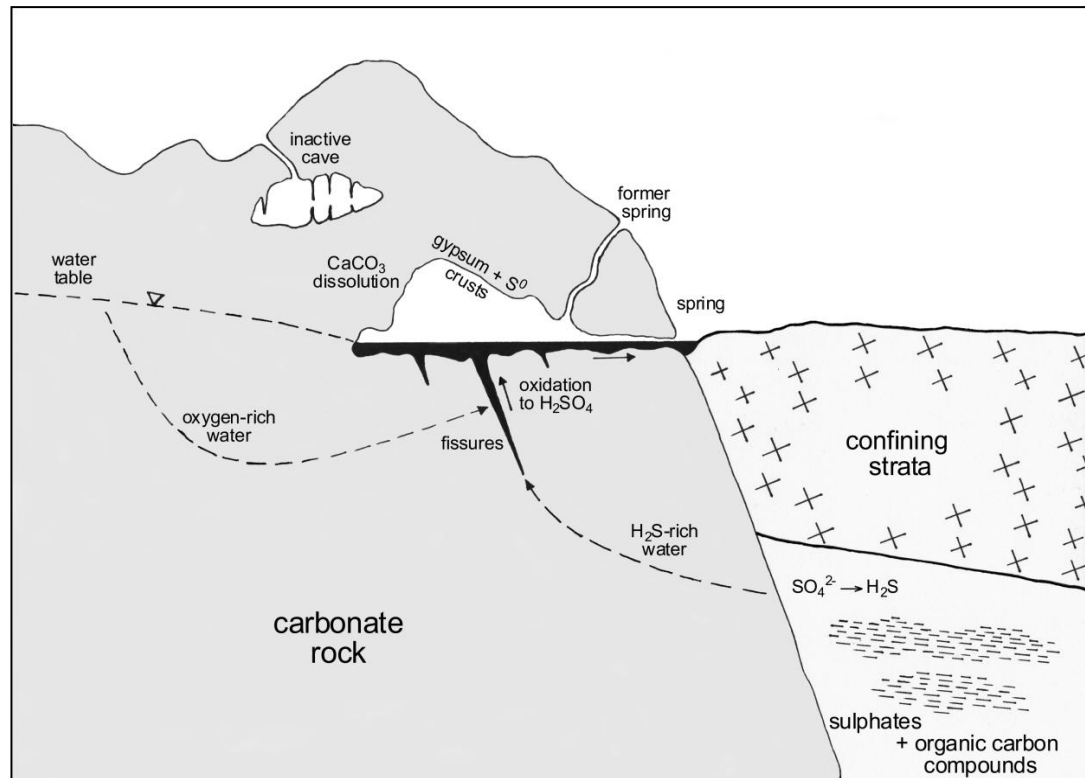 inactive
cave
former
spring
water
table
CaCO₃
dissolution
gypsum + S⁰
crusts
spring
oxidation
to H₂SO₄
oxygen-rich
water
fissures
confining
strata
H₂S-rich
water
SO₄²⁻ → H₂S
carbonate
rock
sulphates
+ organic carbon
compounds